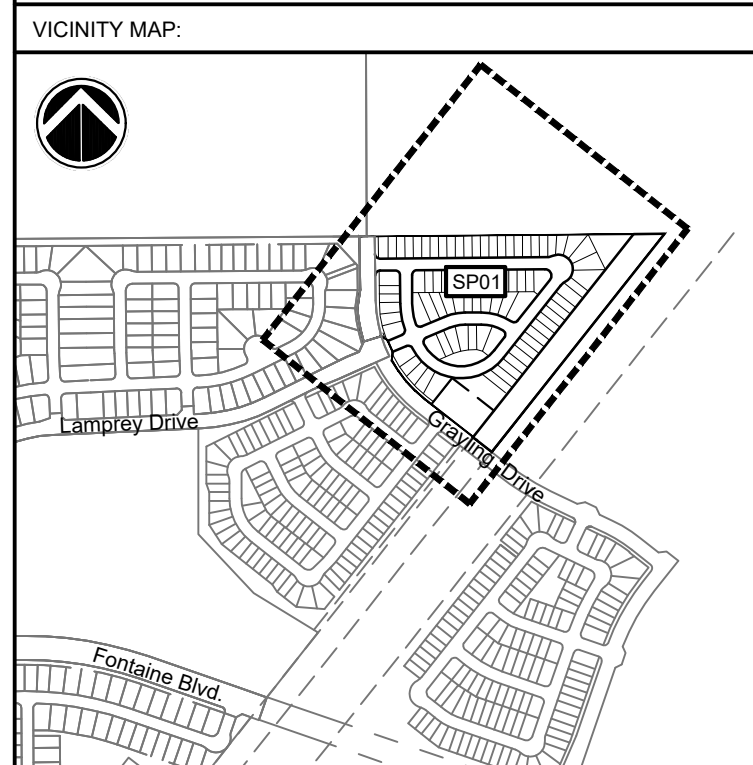 VICINITY MAP:
SP01
Lamprey Drive
Grayling Drive
Fontaine Blvd.